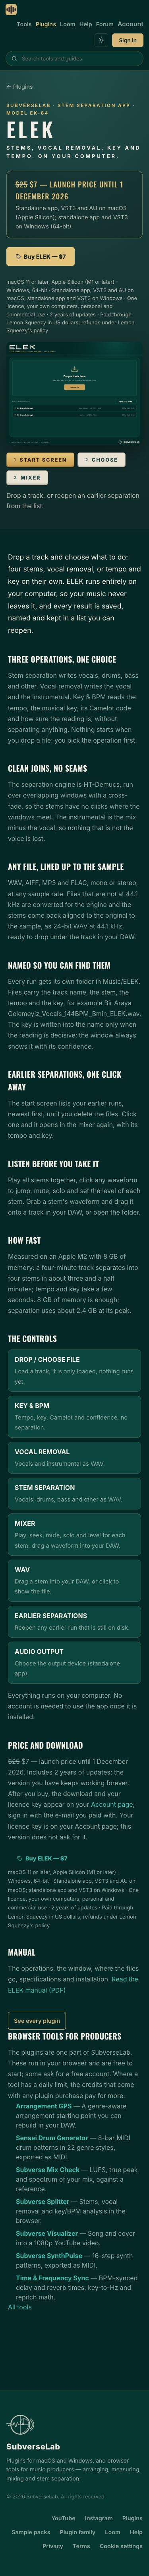 Tools Plugins Loom Help Forum Account
Sign In
Search tools and guides
← Plugins
SUBVERSELAB · STEM SEPARATION APP ·
MODEL EK-84
ELEK
STEMS, VOCAL REMOVAL, KEY AND
TEMPO. ON YOUR COMPUTER.
$25 $7 — LAUNCH PRICE UNTIL 1
DECEMBER 2026
Standalone app, VST3 and AU on macOS
(Apple Silicon); standalone app and VST3
on Windows (64-bit).
Buy ELEK — $7
macOS 11 or later, Apple Silicon (M1 or later) ·
Windows, 64-bit · Standalone app, VST3 and AU on
macOS; standalone app and VST3 on Windows · One
licence, your own computers, personal and
commercial use · 2 years of updates · Paid through
Lemon Squeezy in US dollars; refunds under Lemon
Squeezy's policy
ELEK
Drop a track here
SUBVERSELAB
1 START SCREEN
2 CHOOSE
3 MIXER
Drop a track, or reopen an earlier separation
from the list.
Drop a track and choose what to do:
four stems, vocal removal, or tempo and
key on their own. ELEK runs entirely on
your computer, so your music never
leaves it, and every result is saved,
named and kept in a list you can
reopen.
THREE OPERATIONS, ONE CHOICE
Stem separation writes vocals, drums, bass
and other. Vocal removal writes the vocal
and the instrumental. Key & BPM reads the
tempo, the musical key, its Camelot code
and how sure the reading is, without
separating anything. Nothing starts when
you drop a file: you pick the operation first.
CLEAN JOINS, NO SEAMS
The separation engine is HT-Demucs, run
over overlapping windows with a cross-
fade, so the stems have no clicks where the
windows meet. The instrumental is the mix
minus the vocal, so nothing that is not the
voice is lost.
ANY FILE, LINED UP TO THE SAMPLE
WAV, AIFF, MP3 and FLAC, mono or stereo,
at any sample rate. Files that are not at 44.1
kHz are converted for the engine and the
stems come back aligned and gained to
the sample, as 24-bit WAV at 44.1 kHz,
ready to drop under the track in your DAW.
NAMED SO YOU CAN FIND THEM
Every run gets its own folder in Music/ELEK.
Files carry the track name, the stem, the
tempo and the key, for example Bir Araya
Gelemeyiz_Vocals_144BPM_Bmin_ELEK.wav.
The key is written into the name only when
the reading is decisive; the window always
shows it with its confidence.
EARLIER SEPARATIONS, ONE CLICK
AWAY
The start screen lists your earlier runs,
newest first, until you delete the files. Click
one and it opens in the mixer again, with its
tempo and key.
LISTEN BEFORE YOU TAKE IT
Play all stems together, click any waveform
to jump, mute, solo and set the level of each
stem. Grab a stem's waveform and drag it
onto a track in your DAW, or open the folder.
HOW FAST
Measured on an Apple M2 with 8 GB of
memory: a four-minute track separates into
four stems in about three and a half
minutes; tempo and key take a few
seconds. 8 GB of memory is enough;
separation uses about 2.4 GB at its peak.
THE CONTROLS
DROP / CHOOSE FILE
Load a track; it is only loaded, nothing runs
yet.
KEY & BPM
Tempo, key, Camelot and confidence, no
separation.
VOCAL REMOVAL
Vocals and instrumental as WAV.
STEM SEPARATION
Vocals, drums, bass and other as WAV.
MIXER
Play, seek, mute, solo and level for each
stem; drag a waveform into your DAW.
WAV
Drag a stem into your DAW, or click to
show the file.
EARLIER SEPARATIONS
Reopen any earlier run that is still on disk.
AUDIO OUTPUT
Choose the output device (standalone
app).
Everything runs on your computer. No
account is needed to use the app once it is
installed.
PRICE AND DOWNLOAD
$25 $7 — launch price until 1 December
2026. Includes 2 years of updates; the
version you have keeps working forever.
After you buy, the download and your
licence key appear on your Account page;
sign in with the e-mail you paid with. Your
licence key is also on your Account page;
this version does not ask for it.
Buy ELEK — $7
macOS 11 or later, Apple Silicon (M1 or later) ·
Windows, 64-bit · Standalone app, VST3 and AU on
macOS; standalone app and VST3 on Windows · One
licence, your own computers, personal and
commercial use · 2 years of updates · Paid through
Lemon Squeezy in US dollars; refunds under Lemon
Squeezy's policy
MANUAL
The operations, the window, where the files
go, specifications and installation. Read the
ELEK manual (PDF)
See every plugin
BROWSER TOOLS FOR PRODUCERS
The plugins are one part of SubverseLab.
These run in your browser and are free to
start; some ask for a free account. Where a
tool has a daily limit, the credits that come
with any plugin purchase pay for more.
Arrangement GPS — A genre-aware
arrangement starting point you can
rebuild in your DAW.
Sensei Drum Generator — 8-bar MIDI
drum patterns in 22 genre styles,
exported as MIDI.
Subverse Mix Check — LUFS, true peak
and spectrum of your mix, against a
reference.
Subverse Splitter — Stems, vocal
removal and key/BPM analysis in the
browser.
Subverse Visualizer — Song and cover
into a 1080p YouTube video.
Subverse SynthPulse — 16-step synth
patterns, exported as MIDI.
Time & Frequency Sync — BPM-synced
delay and reverb times, key-to-Hz and
repitch math.
All tools
SubverseLab
Plugins for macOS and Windows, and browser
tools for music producers — arranging, measuring,
mixing and stem separation.
© 2026 SubverseLab. All rights reserved.
YouTube Instagram Plugins
Sample packs Plugin family Loom Help
Privacy Terms Cookie settings